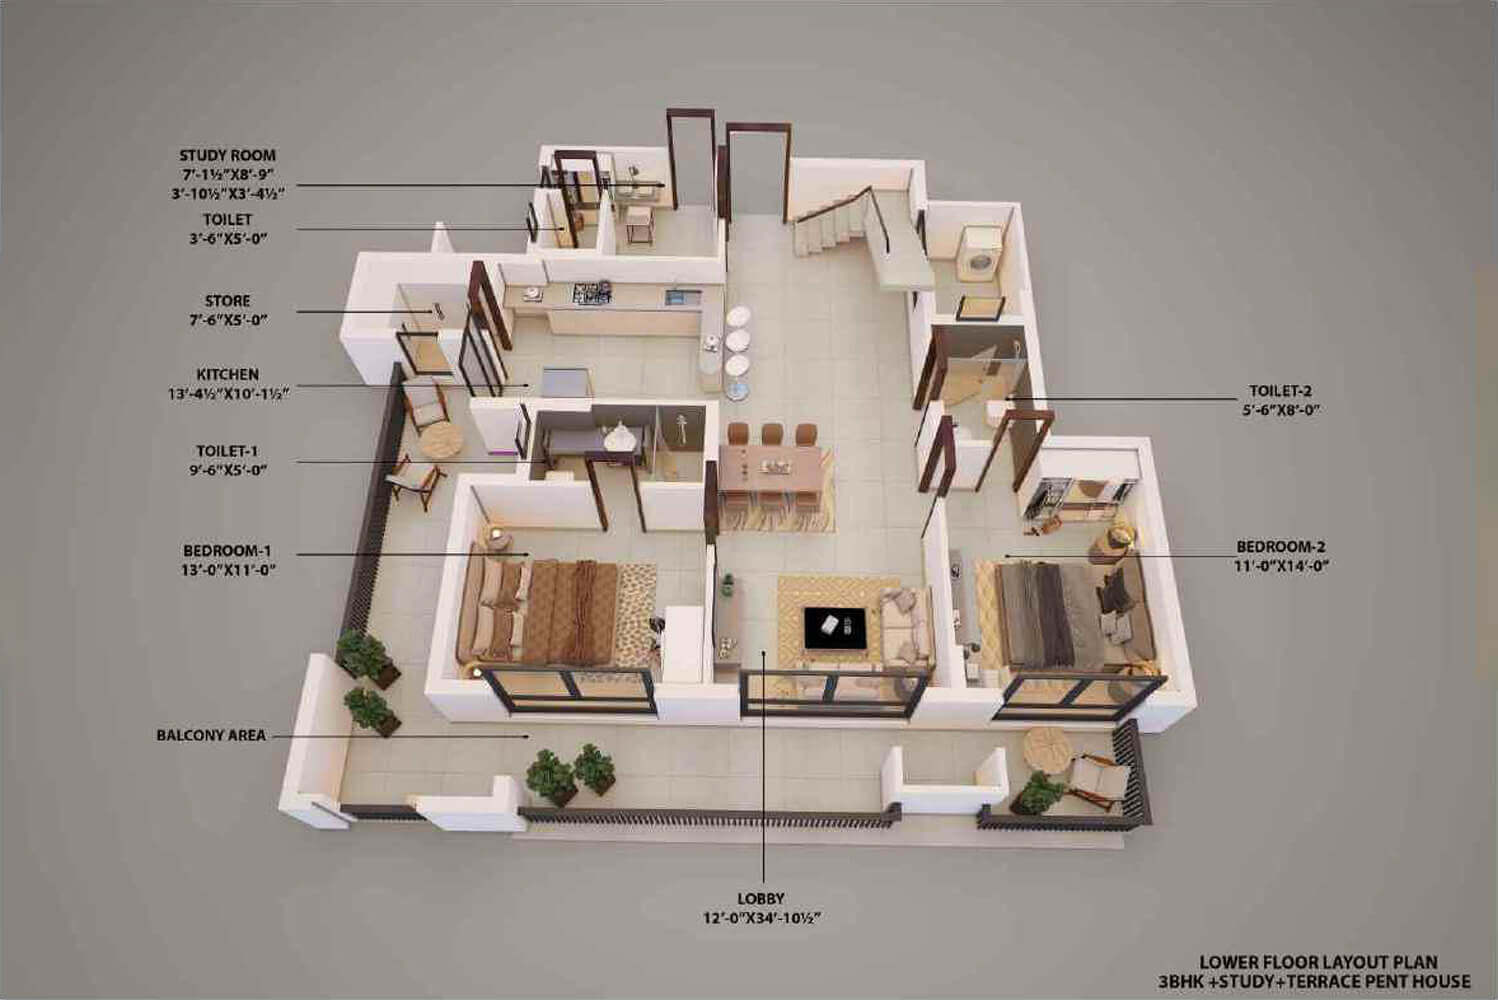 STUDY ROOM
7'-1½"X8'-9"
3'-10½"X3'-4½"
TOILET
3'-6"X5'-0"
STORE
7'-6"X5'-0"
KITCHEN
13'-4½"X10'-1½"
TOILET-1
9'-6"X5'-0"
BEDROOM-1
13'-0"X11'-0"
BALCONY AREA
TOILET-2
5'-6"X8'-0"
BEDROOM-2
11'-0"X14'-0"
LOBBY
12'-0"X34'-10½"
LOWER FLOOR LAYOUT PLAN
3BHK +STUDY+TERRACE PENT HOUSE